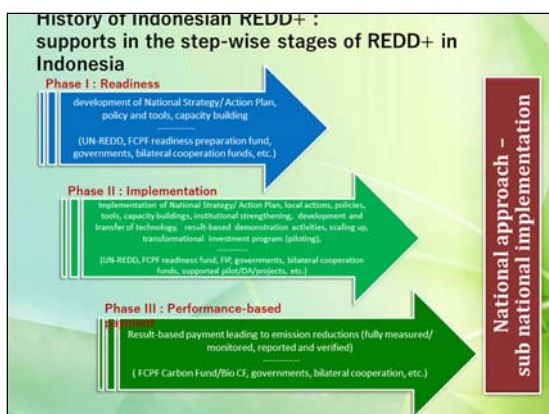 History of Indonesian REDD+ :
supports in the step-wise stages of REDD+ in
Indonesia
Phase I : Readiness
development of National Strategy/ Action Plan,
policy and tools, capacity building
------------
(UN-REDD, FCPF readiness preparation fund,
governments, bilateral cooperation funds, etc.)
Phase II : Implementation
Implementation of National Strategy/ Action Plan, local actions, policies,
tools, capacity buildings, institutional strengthening, development and
transfer of technology, result-based demonstration activities, scaling up,
transformational investment program (piloting),
------------
(UN-REDD, FCPF readiness fund, FIP, governments, bilateral cooperation
funds, supported pilot/DA/projects, etc.)
Phase III : Performance-based
payment
Result-based payment leading to emission reductions (fully measured/
monitored, reported and verified)
------------
( FCPF Carbon Fund/Bio CF, governments, bilateral cooperation, etc.)
National approach –
sub national implementation